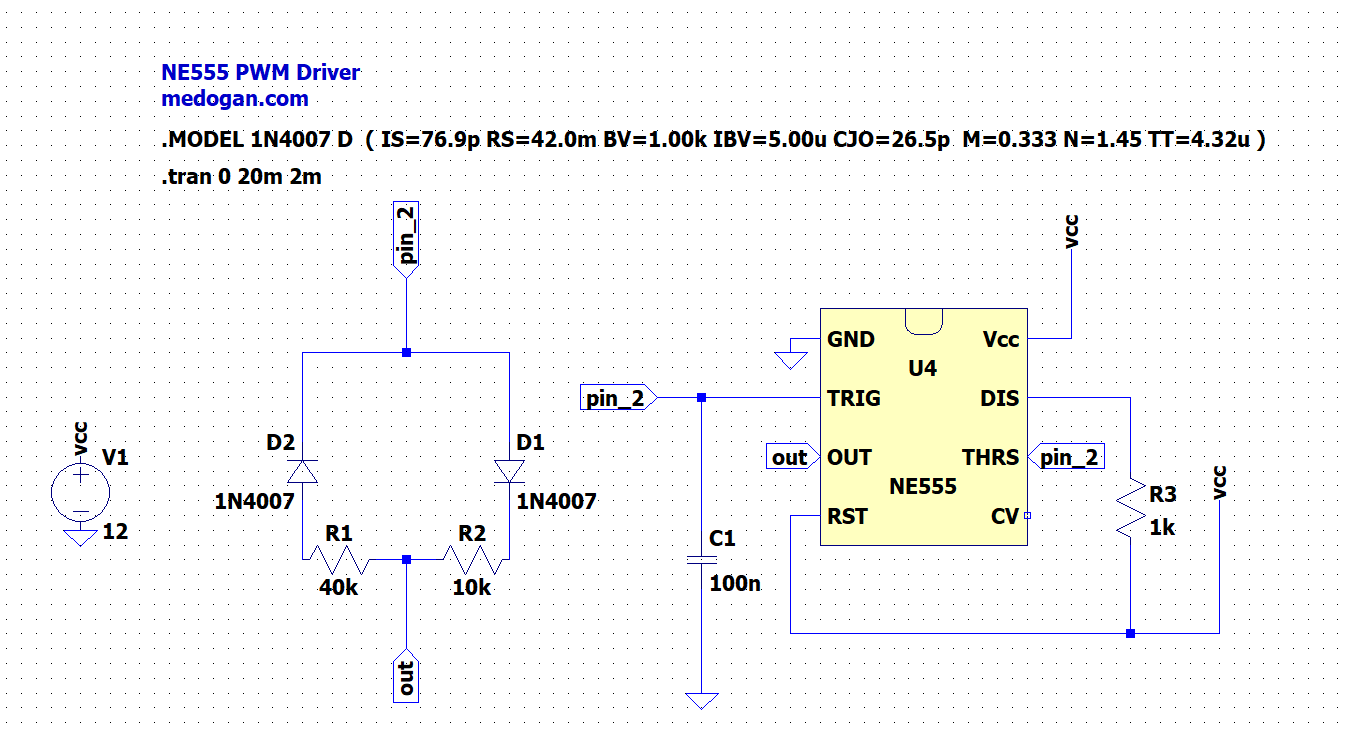 NE555 PWM Driver
medogan.com
.MODEL 1N4007 D ( IS=76.9p RS=42.0m BV=1.00k IBV=5.00u CJO=26.5p M=0.333 N=1.45 TT=4.32u )
.tran 0 20m 2m
pin_2
vcc
GND
Vcc
U4
pin_2
TRIG
DIS
vcc
V1
12
D2
1N4007
D1
1N4007
out
OUT
THRS
pin_2
NE555
RST
CV
vcc
R3
1k
R1
40k
R2
10k
C1
100n
out